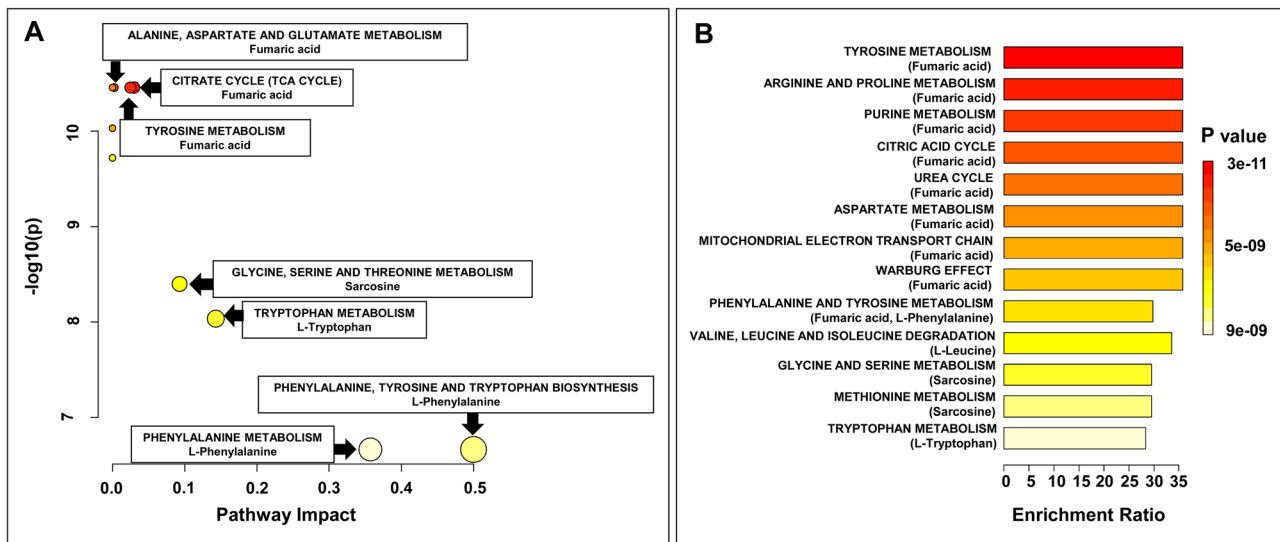 A
ALANINE, ASPARTATE AND GLUTAMATE METABOLISM
Fumaric acid
CITRATE CYCLE (TCA CYCLE)
Fumaric acid
TYROSINE METABOLISM
Fumaric acid
GLYCINE, SERINE AND THREONINE METABOLISM
Sarcosine
TRYPTOPHAN METABOLISM
L-Tryptophan
PHENYLALANINE, TYROSINE AND TRYPTOPHAN BIOSYNTHESIS
L-Phenylalanine
PHENYLALANINE METABOLISM
L-Phenylalanine
-log10(p)
10
9
8
7
0.0 0.1 0.2 0.3 0.4 0.5
Pathway Impact
B
TYROSINE METABOLISM
(Fumaric acid)
ARGININE AND PROLINE METABOLISM
(Fumaric acid)
PURINE METABOLISM
(Fumaric acid)
CITRIC ACID CYCLE
(Fumaric acid)
UREA CYCLE
(Fumaric acid)
ASPARTATE METABOLISM
(Fumaric acid)
MITOCHONDRIAL ELECTRON TRANSPORT CHAIN
(Fumaric acid)
WARBURG EFFECT
(Fumaric acid)
PHENYLALANINE AND TYROSINE METABOLISM
(Fumaric acid, L-Phenylalanine)
VALINE, LEUCINE AND ISOLEUCINE DEGRADATION
(L-Leucine)
GLYCINE AND SERINE METABOLISM
(Sarcosine)
METHIONINE METABOLISM
(Sarcosine)
TRYPTOPHAN METABOLISM
(L-Tryptophan)
0 5 10 15 20 25 30 35
Enrichment Ratio
P value
3e-11
5e-09
9e-09